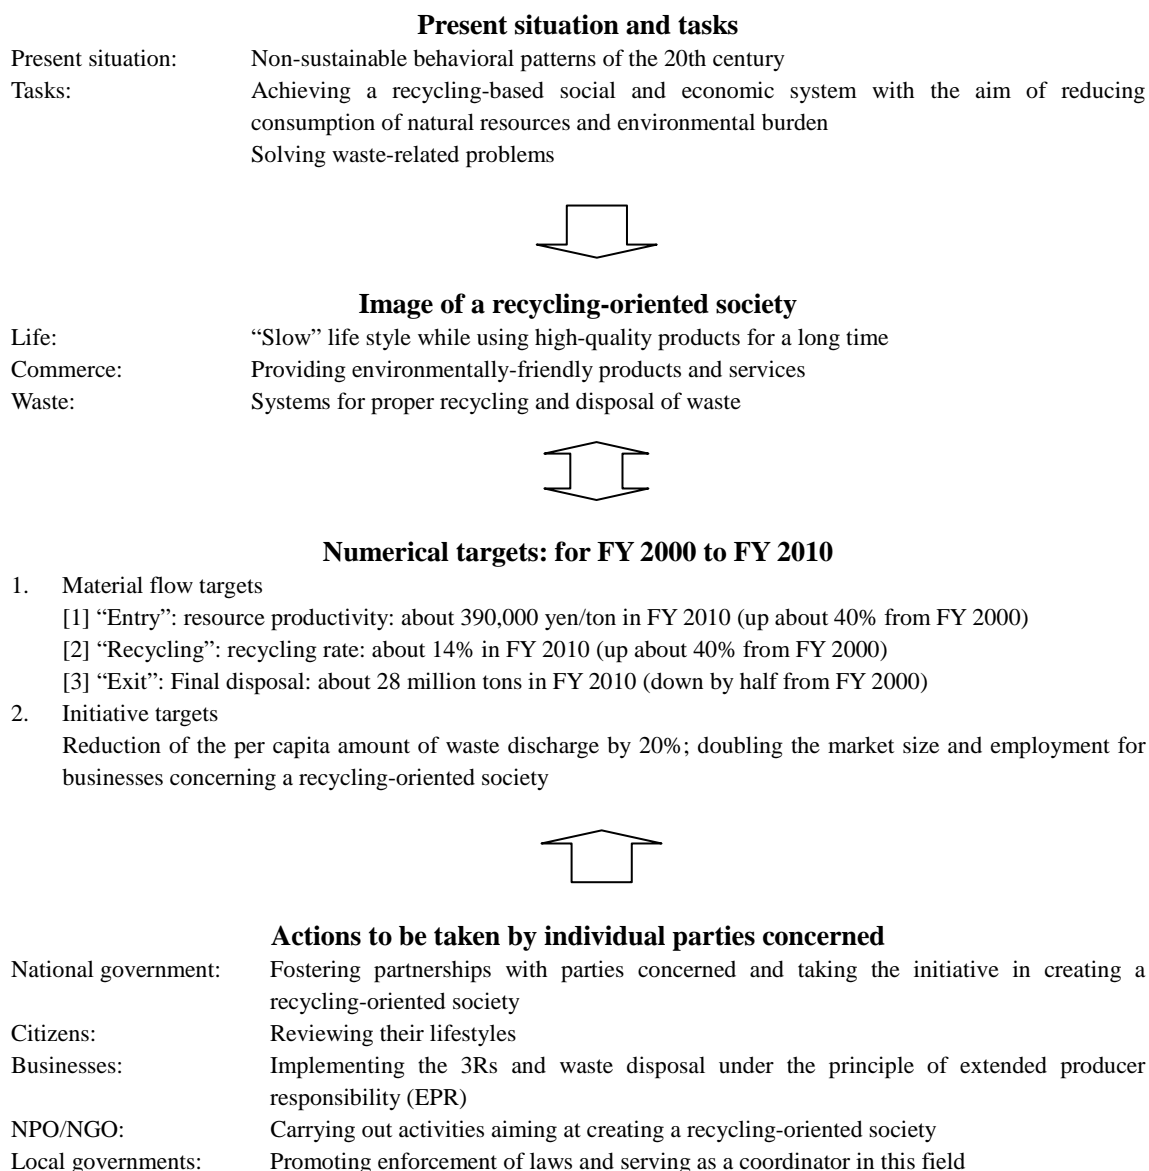 Present situation and tasks
Present situation: Non-sustainable behavioral patterns of the 20th century
Tasks: Achieving a recycling-based social and economic system with the aim of reducing
consumption of natural resources and environmental burden
Solving waste-related problems
Image of a recycling-oriented society
Life: “Slow” life style while using high-quality products for a long time
Commerce: Providing environmentally-friendly products and services
Waste: Systems for proper recycling and disposal of waste
Numerical targets: for FY 2000 to FY 2010
1. Material flow targets
[1] “Entry”: resource productivity: about 390,000 yen/ton in FY 2010 (up about 40% from FY 2000)
[2] “Recycling”: recycling rate: about 14% in FY 2010 (up about 40% from FY 2000)
[3] “Exit”: Final disposal: about 28 million tons in FY 2010 (down by half from FY 2000)
2. Initiative targets
Reduction of the per capita amount of waste discharge by 20%; doubling the market size and employment for
businesses concerning a recycling-oriented society
Actions to be taken by individual parties concerned
National government: Fostering partnerships with parties concerned and taking the initiative in creating a
recycling-oriented society
Citizens: Reviewing their lifestyles
Businesses: Implementing the 3Rs and waste disposal under the principle of extended producer
responsibility (EPR)
NPO/NGO: Carrying out activities aiming at creating a recycling-oriented society
Local governments: Promoting enforcement of laws and serving as a coordinator in this field